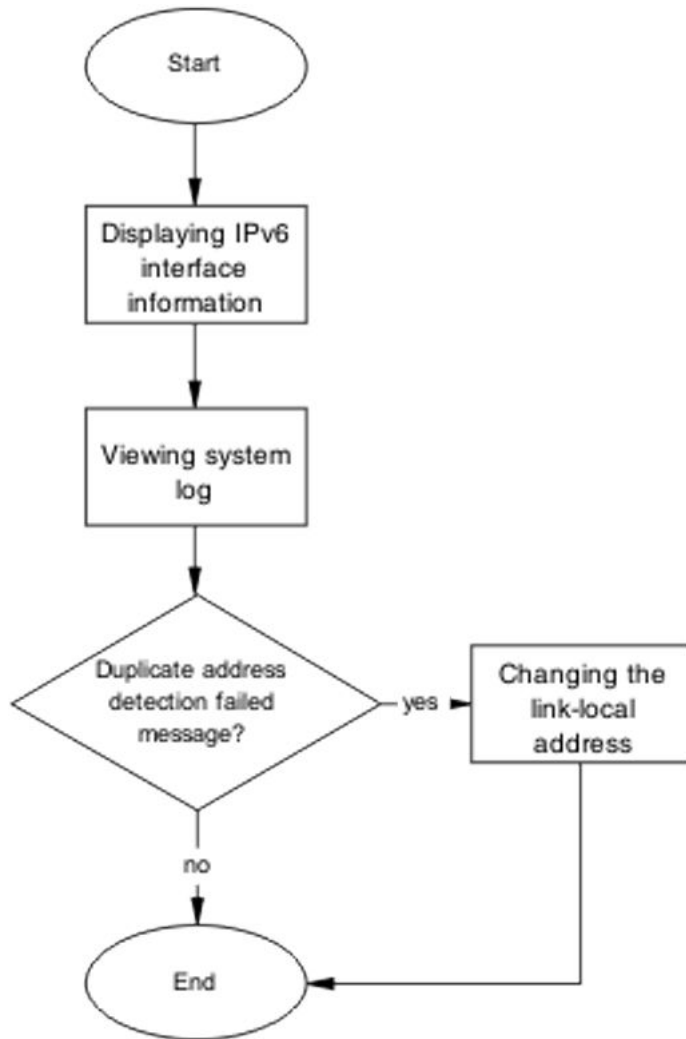 Start
Displaying IPv6
interface
information
Viewing system
log
Duplicate address
detection failed
message?
yes
Changing the
link-local
address
no
End